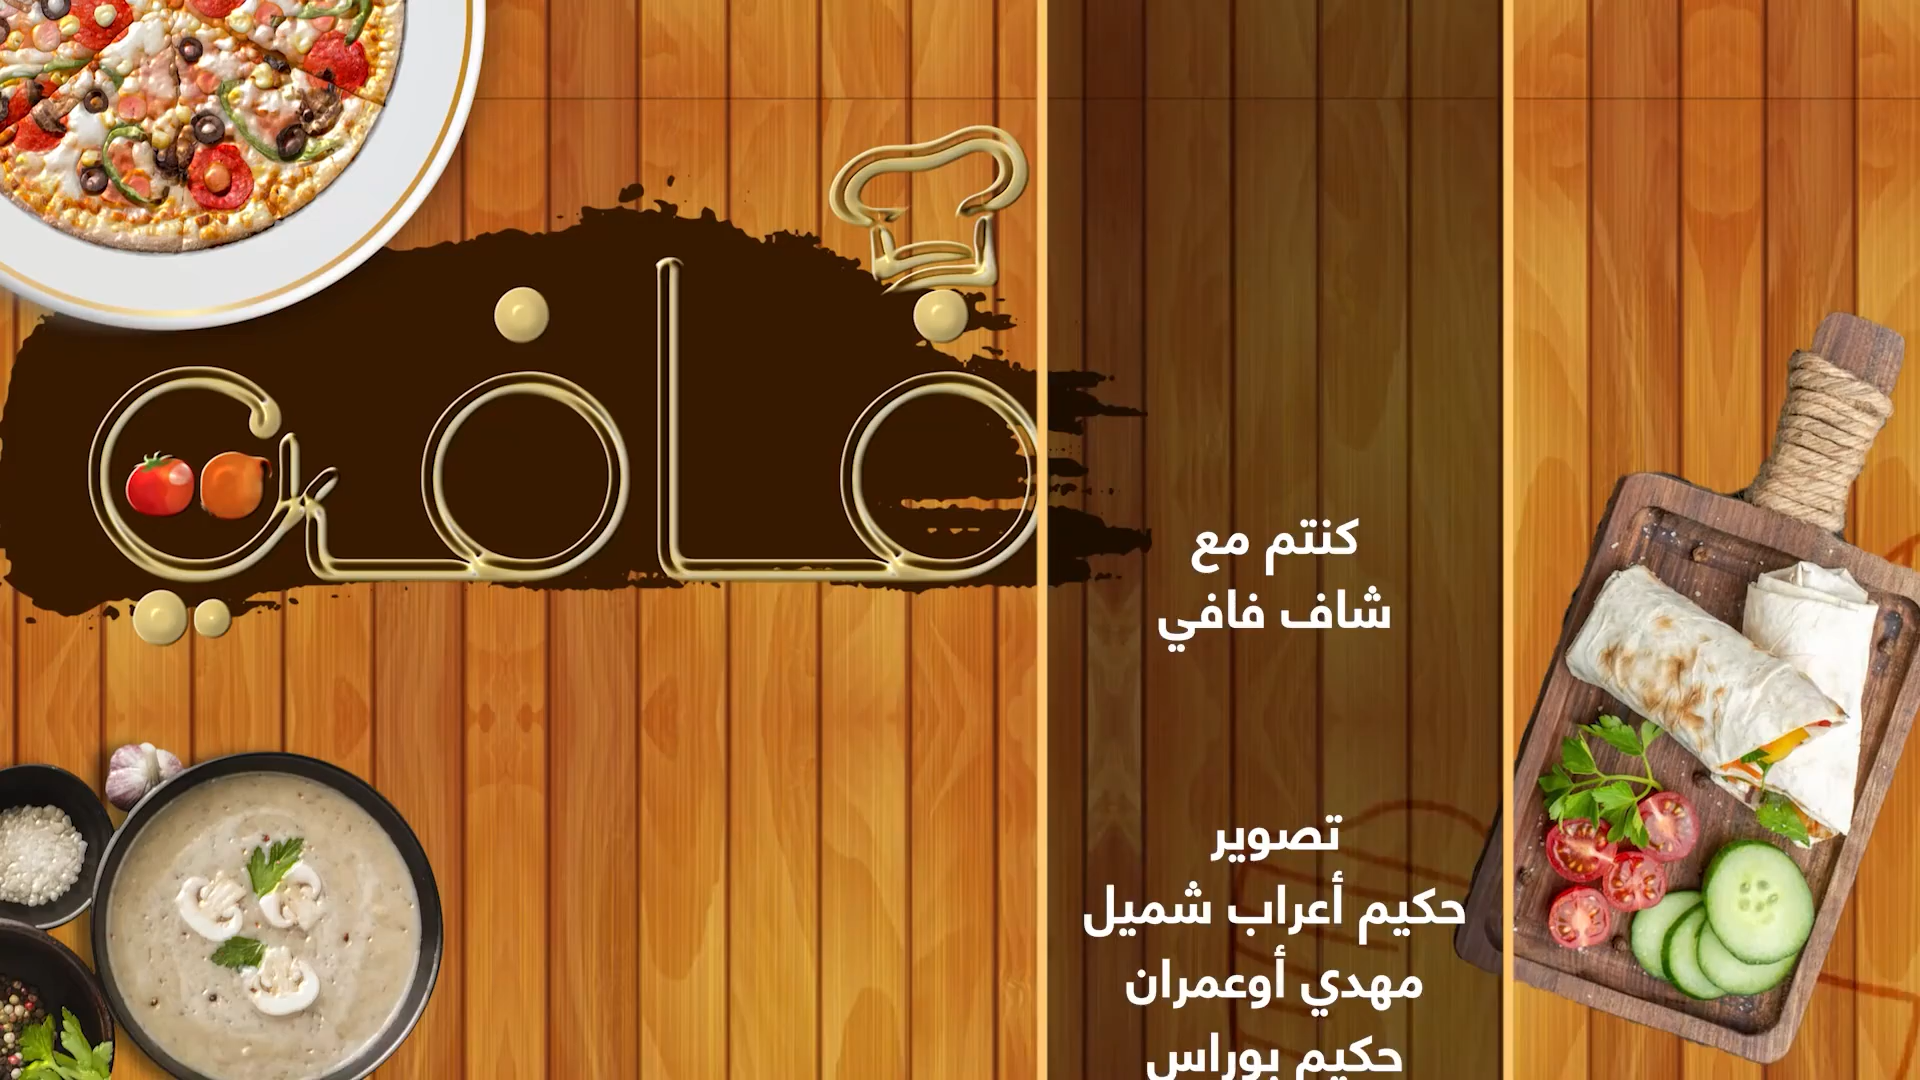 فافي
كنتم مع
شاف فافي
تصوير
حكيم أعراب شميل
مهدي أوعمران
حكيم بوراس